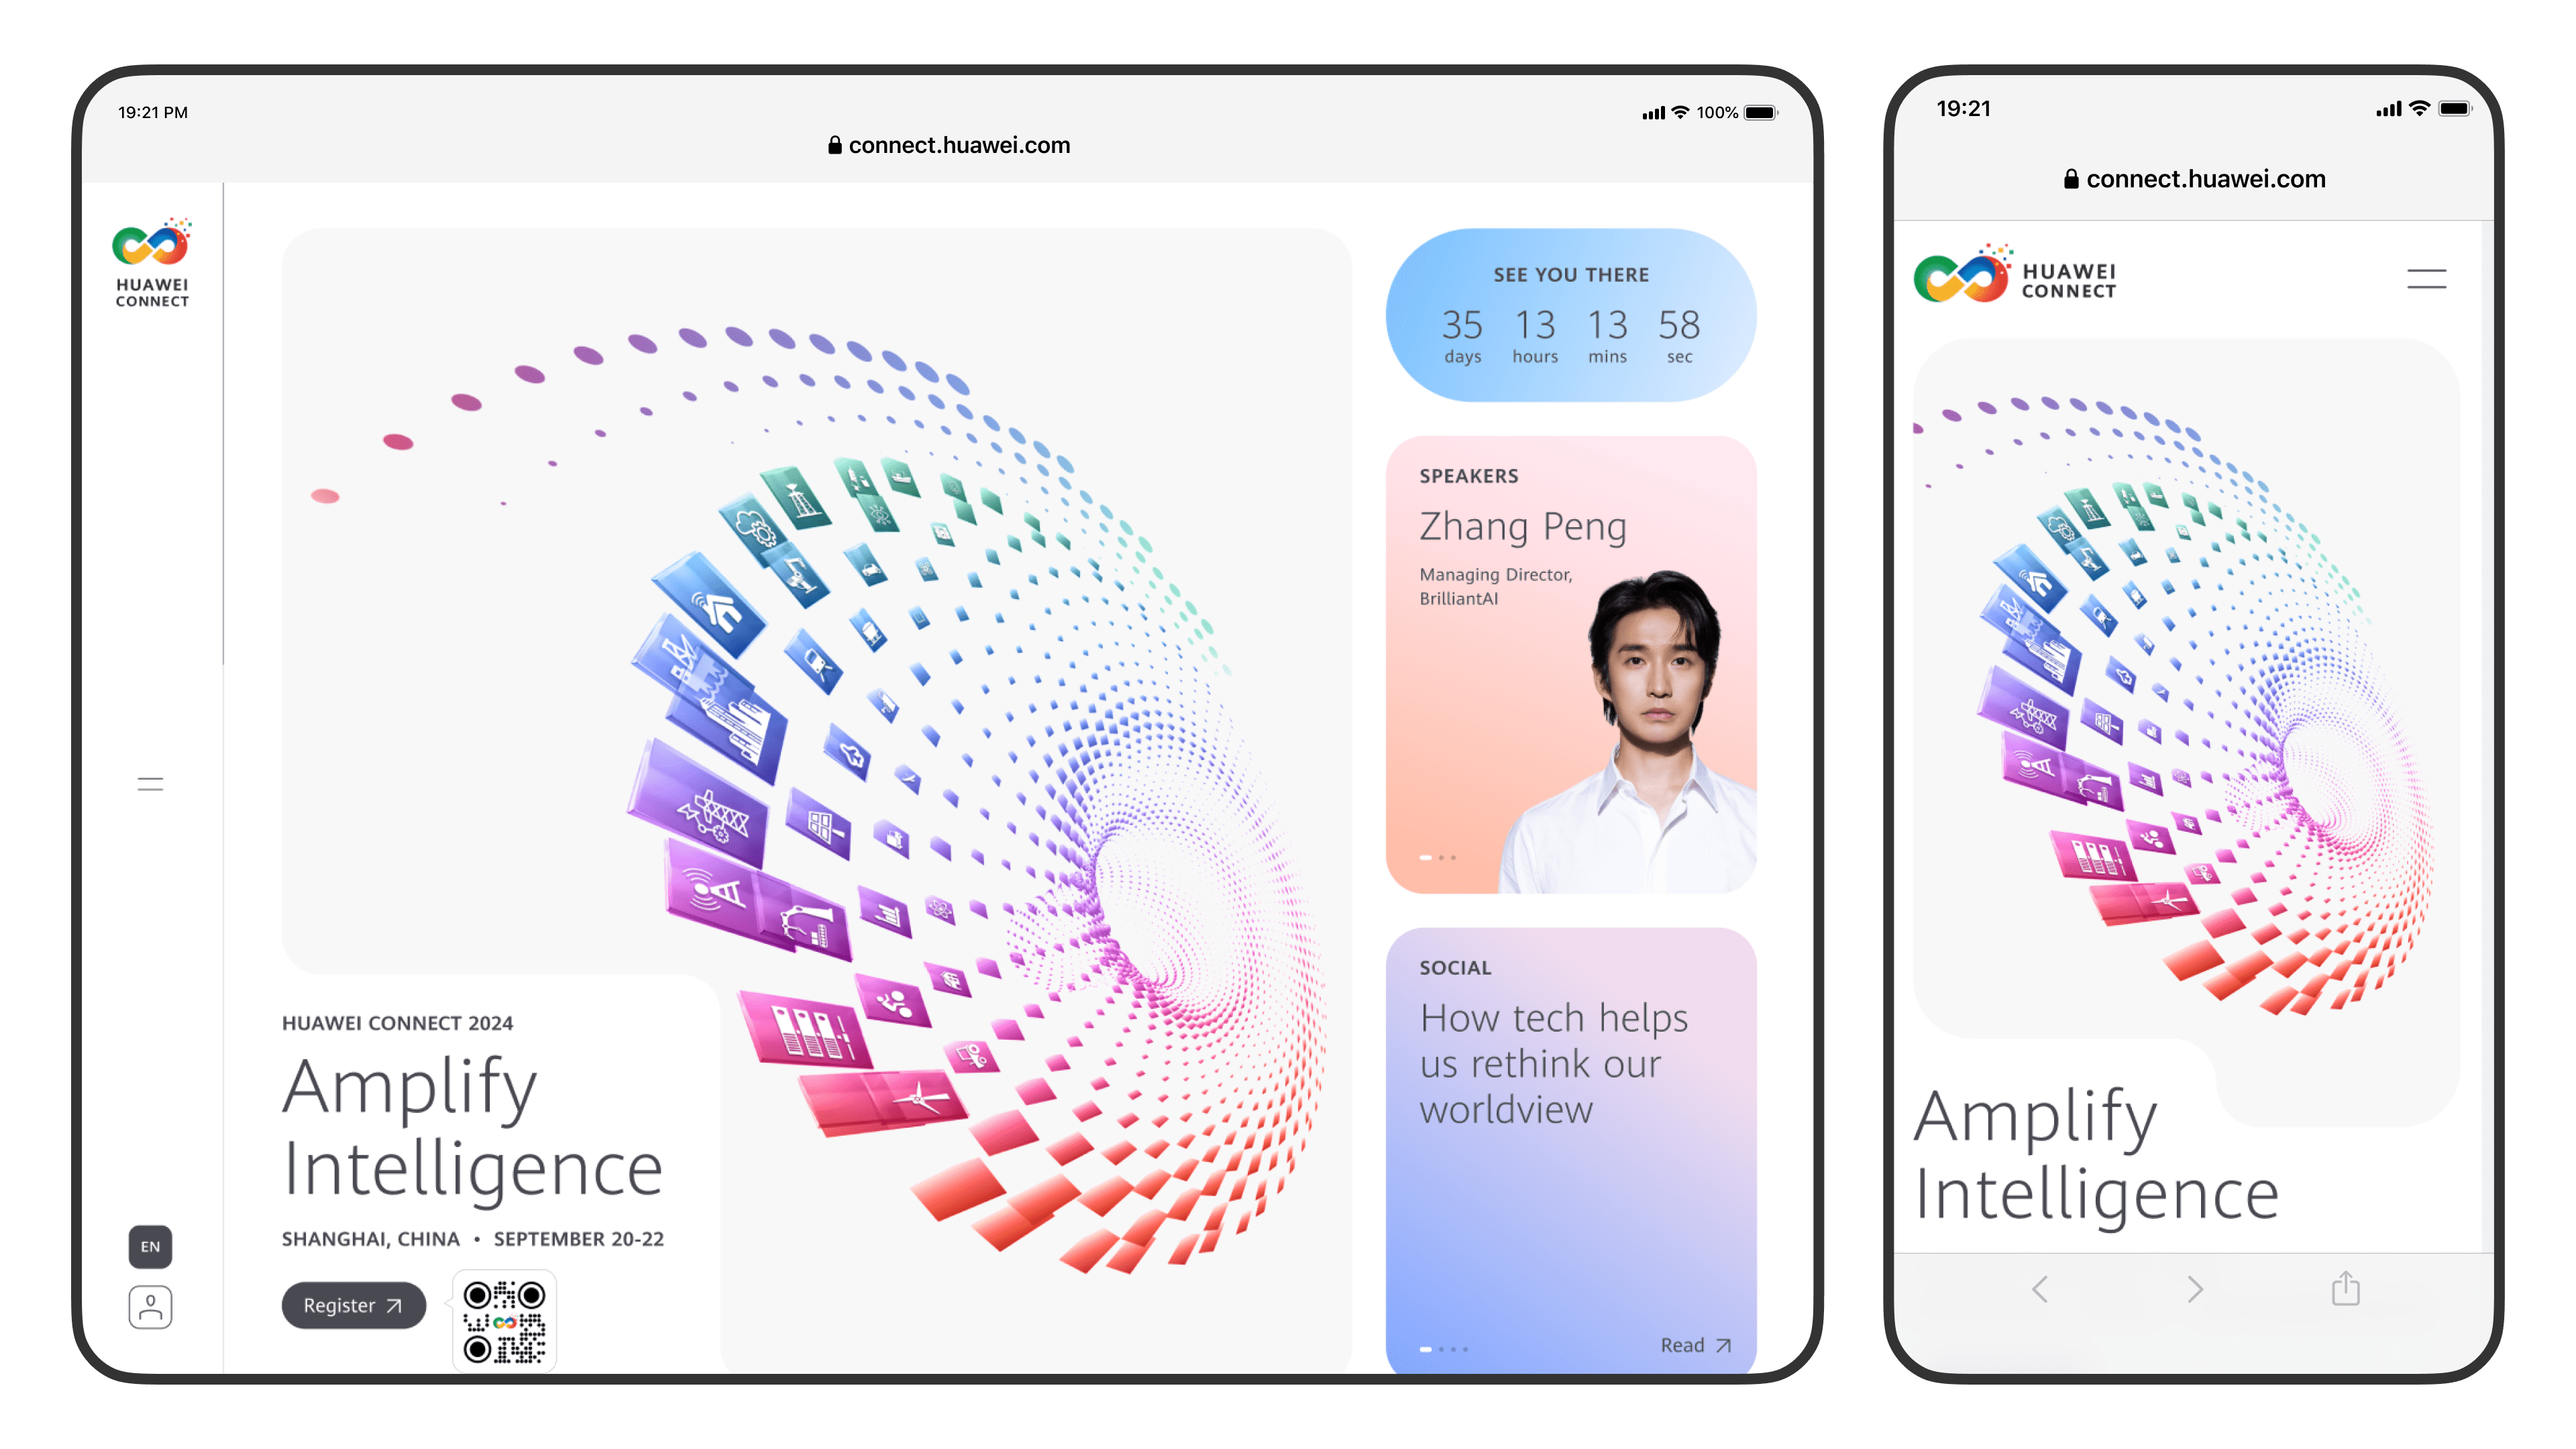 19:21 PM
100%
connect.huawei.com
HUAWEI
CONNECT
EN
HUAWEI CONNECT 2024
Amplify
Intelligence
SHANGHAI, CHINA • SEPTEMBER 20-22
Register
SEE YOU THERE
35 13 13 58
days hours mins sec
SPEAKERS
Zhang Peng
Managing Director,
BrilliantAI
SOCIAL
How tech helps
us rethink our
worldview
Read
19:21
connect.huawei.com
HUAWEI
CONNECT
Amplify
Intelligence